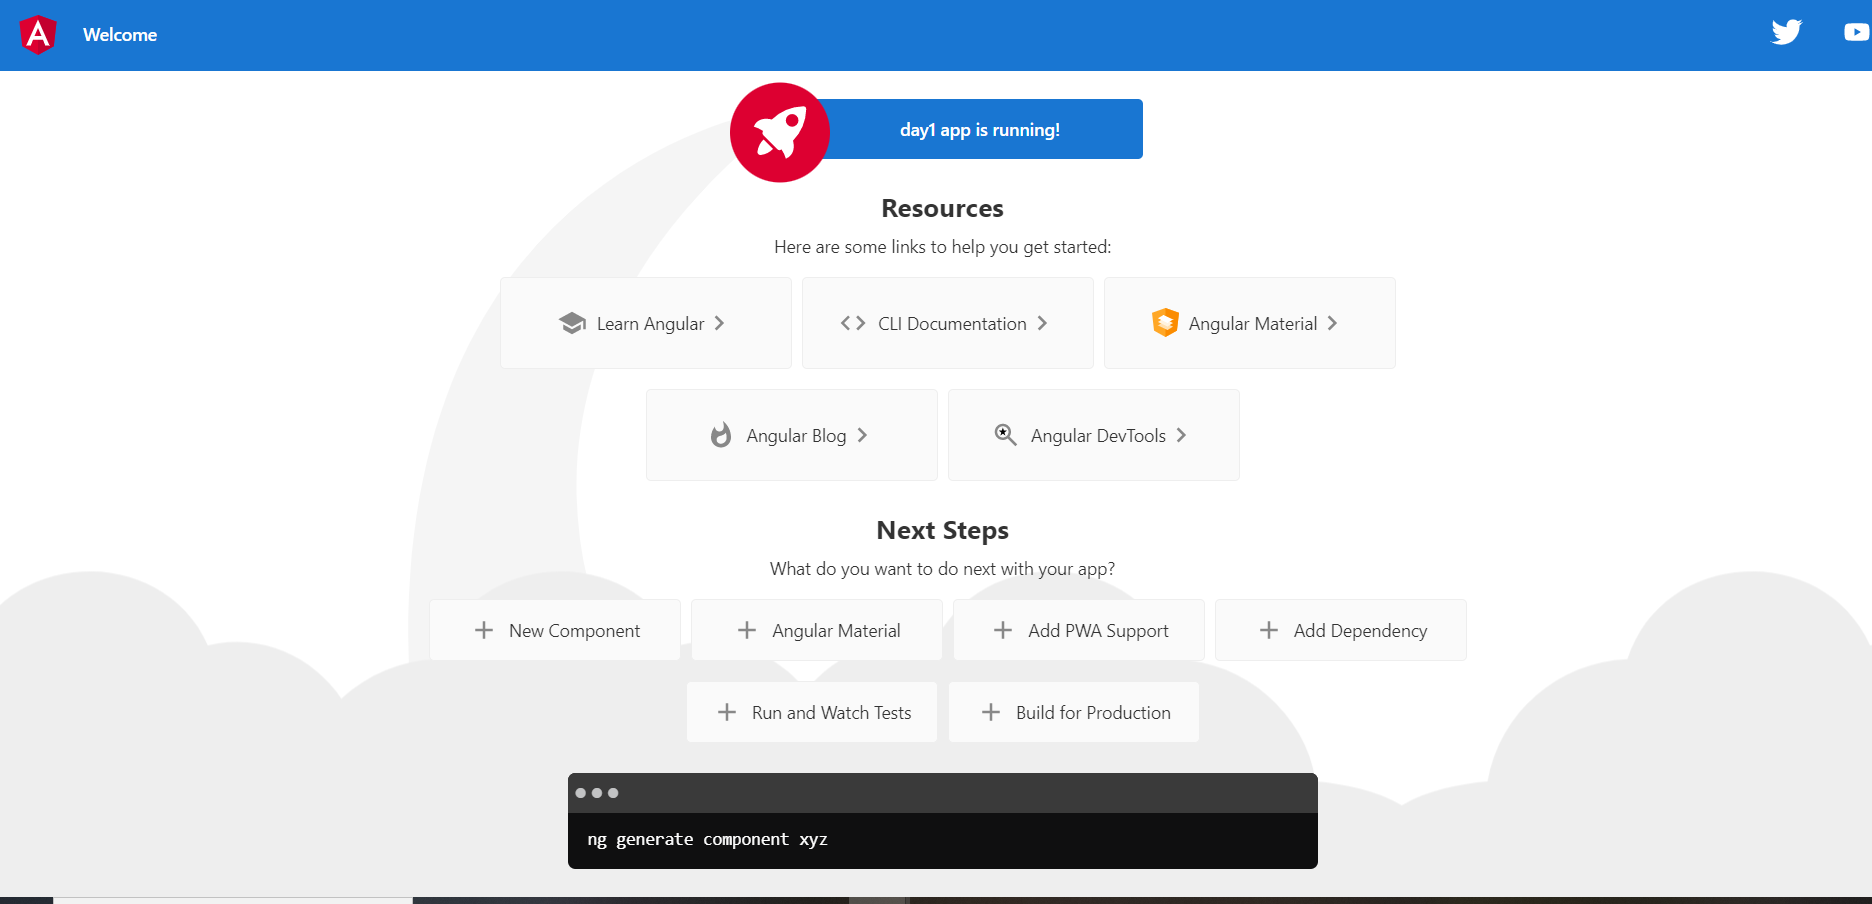 Welcome
day1 app is running!
Resources
Here are some links to help you get started:
Learn Angular
CLI Documentation
Angular Material
Angular Blog
Angular DevTools
Next Steps
What do you want to do next with your app?
New Component
Angular Material
Add PWA Support
Add Dependency
Run and Watch Tests
Build for Production
ng generate component xyz